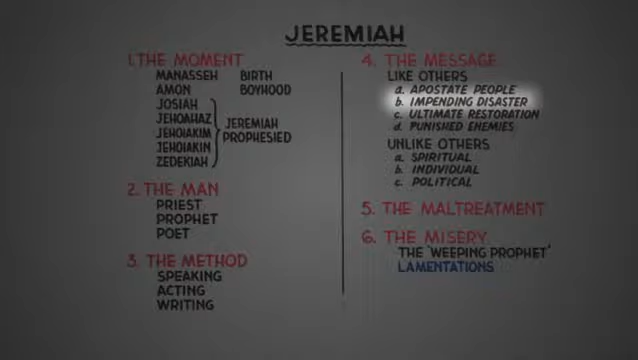 JEREMIAH
1. THE MOMENT
MANASSEH BIRTH
AMON BOYHOOD
JOSIAH
JEHOAHAZ
JEHOIAKIM
JEHOIAKIN
ZEDEKIAH
JEREMIAH
PROPHESIED
2. THE MAN
PRIEST
PROPHET
POET
3. THE METHOD
SPEAKING
ACTING
WRITING
4. THE MESSAGE
LIKE OTHERS
a. APOSTATE PEOPLE
b. IMPENDING DISASTER
c. ULTIMATE RESTORATION
d. PUNISHED ENEMIES
UNLIKE OTHERS
a. SPIRITUAL
b. INDIVIDUAL
c. POLITICAL
5. THE MALTREATMENT
6. THE MISERY
THE 'WEEPING PROPHET'
LAMENTATIONS